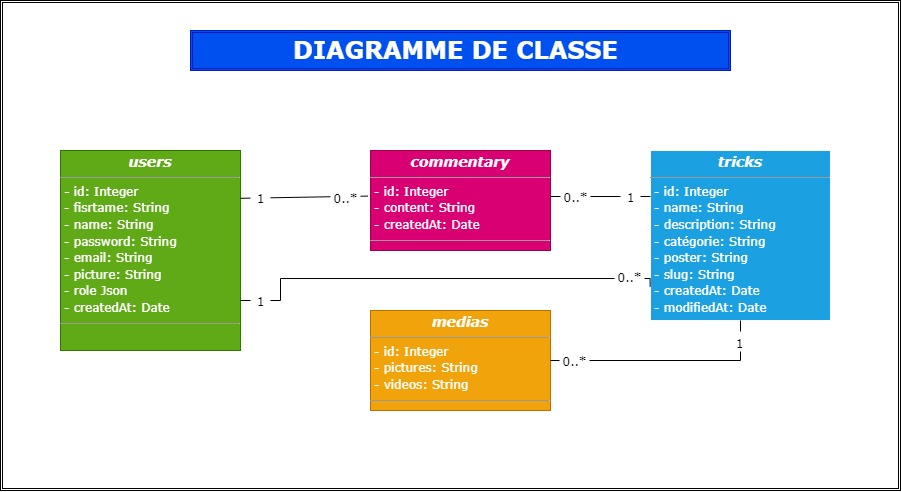 DIAGRAMME DE CLASSE
users
- id: Integer
- fisrtame: String
- name: String
- password: String
- email: String
- picture: String
- role Json
- createdAt: Date
1
0..*
commentary
- id: Integer
- content: String
- createdAt: Date
0..*
1
tricks
- id: Integer
- name: String
- description: String
- catégorie: String
- poster: String
- slug: String
- createdAt: Date
- modifiedAt: Date
1
0..*
medias
- id: Integer
- pictures: String
- videos: String
0..*
1